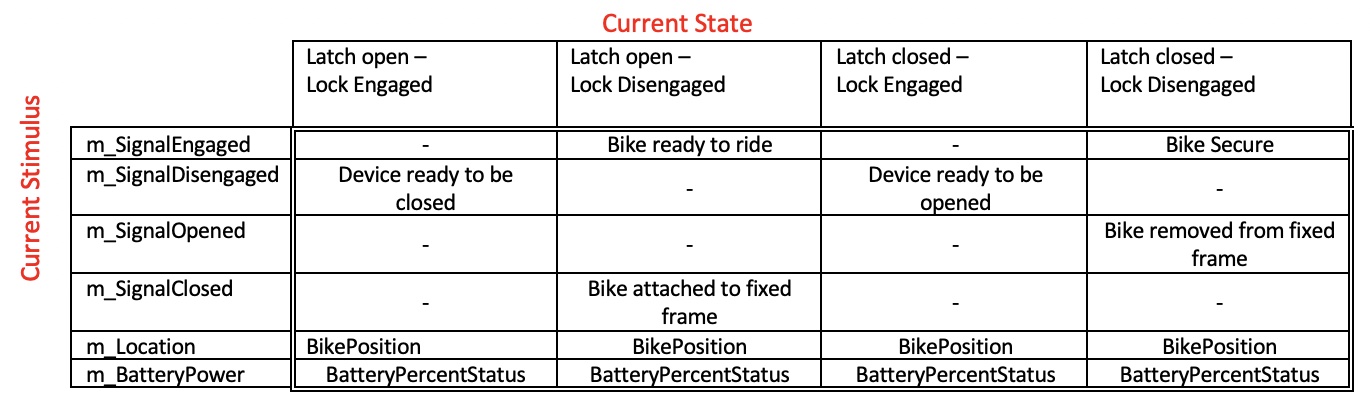 Current State
Current Stimulus
Latch open –
Lock Engaged
Latch open –
Lock Disengaged
Latch closed –
Lock Engaged
Latch closed –
Lock Disengaged
m_SignalEngaged
-
Bike ready to ride
-
Bike Secure
m_SignalDisengaged
Device ready to be
closed
-
Device ready to be
opened
-
m_SignalOpened
-
-
-
Bike removed from fixed
frame
m_SignalClosed
-
Bike attached to fixed
frame
-
-
m_Location
BikePosition
BikePosition
BikePosition
BikePosition
m_BatteryPower
BatteryPercentStatus
BatteryPercentStatus
BatteryPercentStatus
BatteryPercentStatus